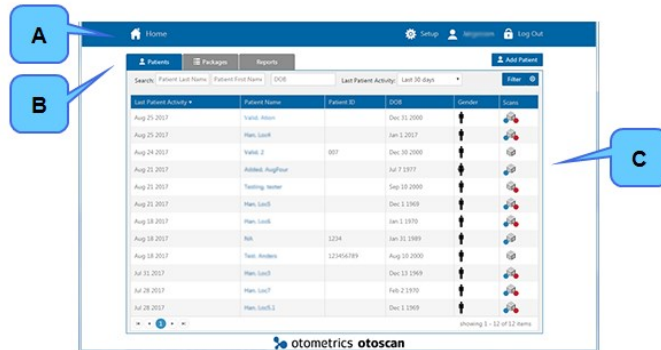 A
Home
Setup
Log Out
B
Patients
Packages
Reports
Add Patient
Search:
Patient Last Name
Patient First Name
DOB
Last Patient Activity:
Last 30 days
Filter
Last Patient Activity
Patient Name
Patient ID
DOB
Gender
Scans
Aug 25 2017 Valid, Dec 31 2000
Aug 25 2017 Man, Loc4 Jan 1 2017
C
Aug 24 2017 Valid, 2 007 Dec 30 2000
Aug 21 2017 Added, AugFour Jul 7 1977
Aug 21 2017 Testing, Sep 10 2000
Aug 21 2017 Man, Loc5 Dec 1 1969
Aug 18 2017 Man, Loc6 Jan 1 1970
Aug 18 2017 1234 Jan 31 1989
Aug 18 2017 Test, Anders 123456789 Aug 10 2000
Jul 31 2017 Man, Loc3 Dec 13 1969
Jul 28 2017 Man, Loc7 Feb 2 1970
Jul 28 2017 Man, Loc5.1 Dec 1 1969
1
showing 1 - 12 of 12 items
otometrics otoscan